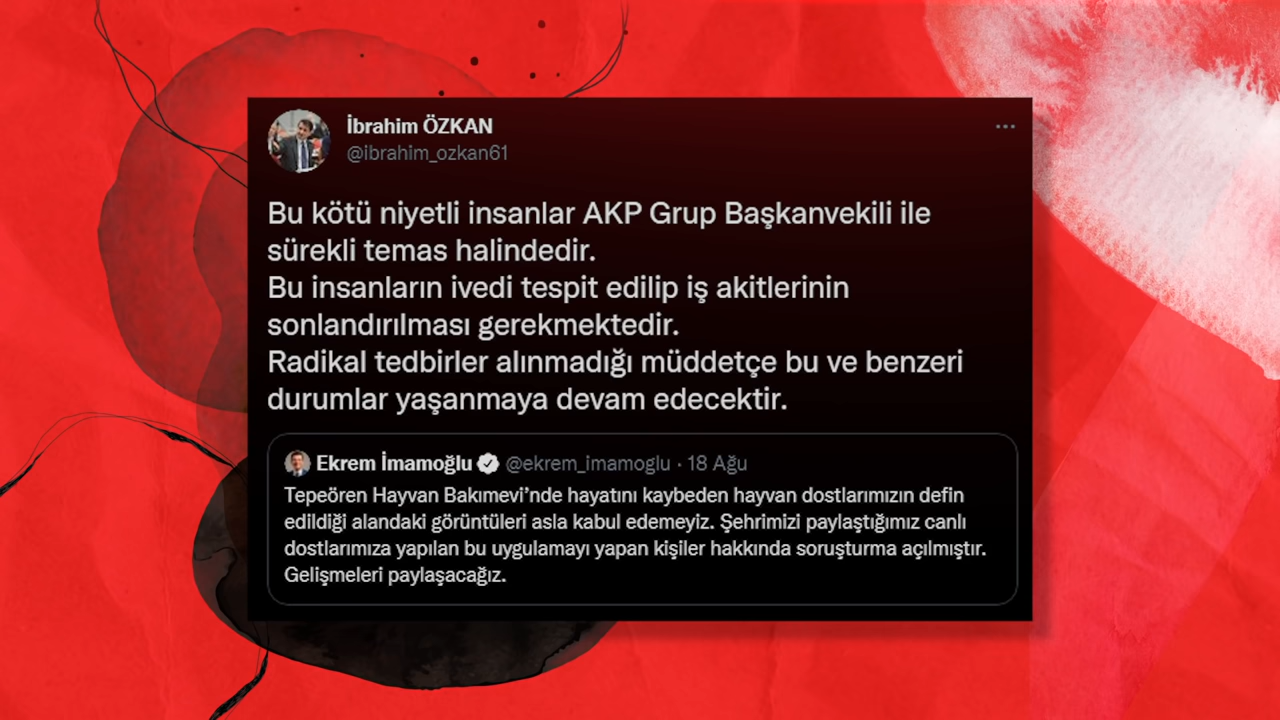 İbrahim ÖZKAN
@ibrahim_ozkan61
Bu kötü niyetli insanlar AKP Grup Başkanvekili ile
sürekli temas halindedir.
Bu insanların ivedi tespit edilip iş akitlerinin
sonlandırılması gerekmektedir.
Radikal tedbirler alınmadığı müddetçe bu ve benzeri
durumlar yaşanmaya devam edecektir.
Ekrem İmamoğlu @ekrem_imamoglu · 18 Ağu
Tepeören Hayvan Bakımevi’nde hayatını kaybeden hayvan dostlarımızın defin
edildiği alandaki görüntüleri asla kabul edemeyiz. Şehrimizi paylaştığımız canlı
dostlarımıza yapılan bu uygulamayı yapan kişiler hakkında soruşturma açılmıştır.
Gelişmeleri paylaşacağız.